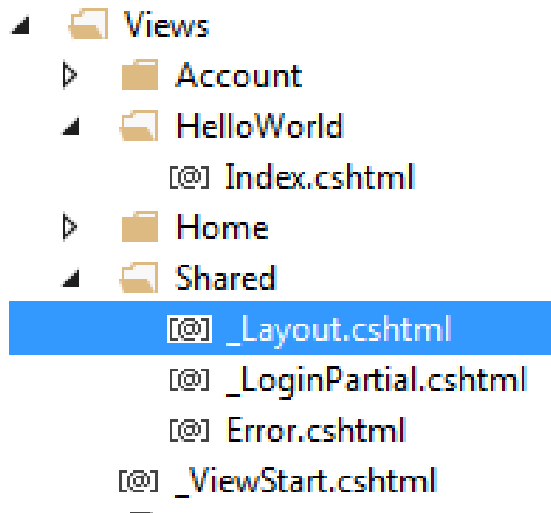 Views
Account
HelloWorld
[@] Index.cshtml
Home
Shared
[@] _Layout.cshtml
[@] _LoginPartial.cshtml
[@] Error.cshtml
[@] _ViewStart.cshtml